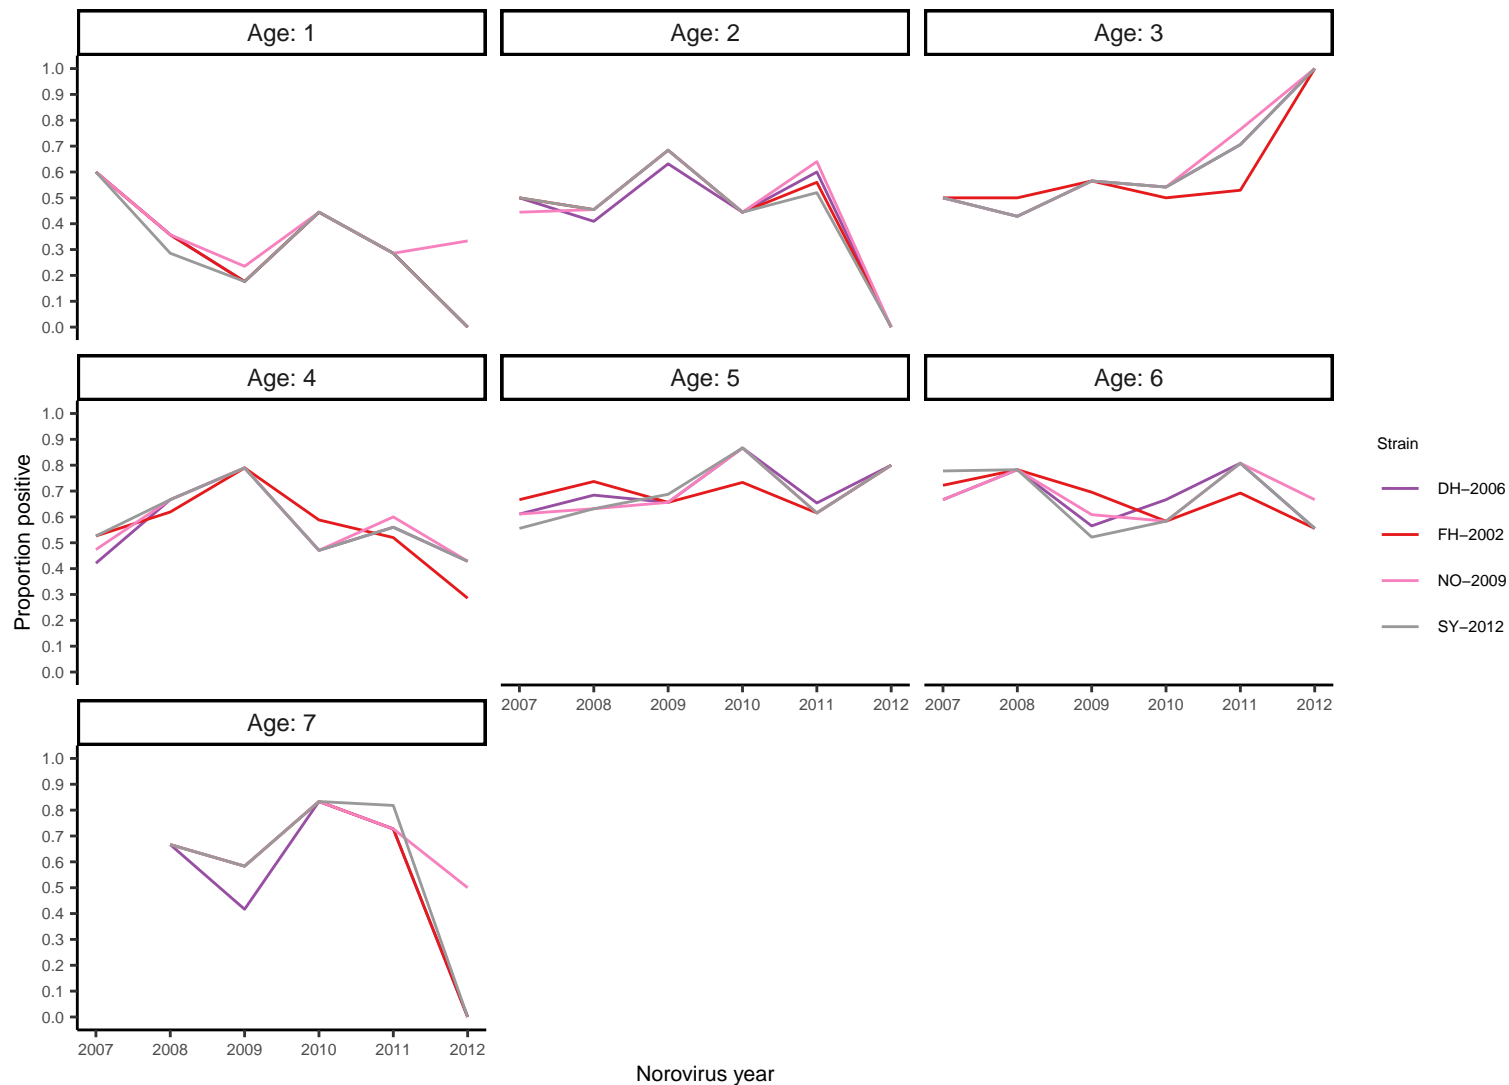 Age: 1
Age: 2
Age: 3
1.0
0.9
0.8
0.7
0.6
0.5
0.4
0.3
0.2
0.1
0.0
Age: 4
Age: 5
Age: 6
1.0
0.9
0.8
0.7
0.6
0.5
0.4
0.3
0.2
0.1
0.0
2007 2008 2009 2010 2011 2012
2007 2008 2009 2010 2011 2012
Age: 7
1.0
0.9
0.8
0.7
0.6
0.5
0.4
0.3
0.2
0.1
0.0
2007 2008 2009 2010 2011 2012
Proportion positive
Norovirus year
Strain
DH−2006
FH−2002
NO−2009
SY−2012